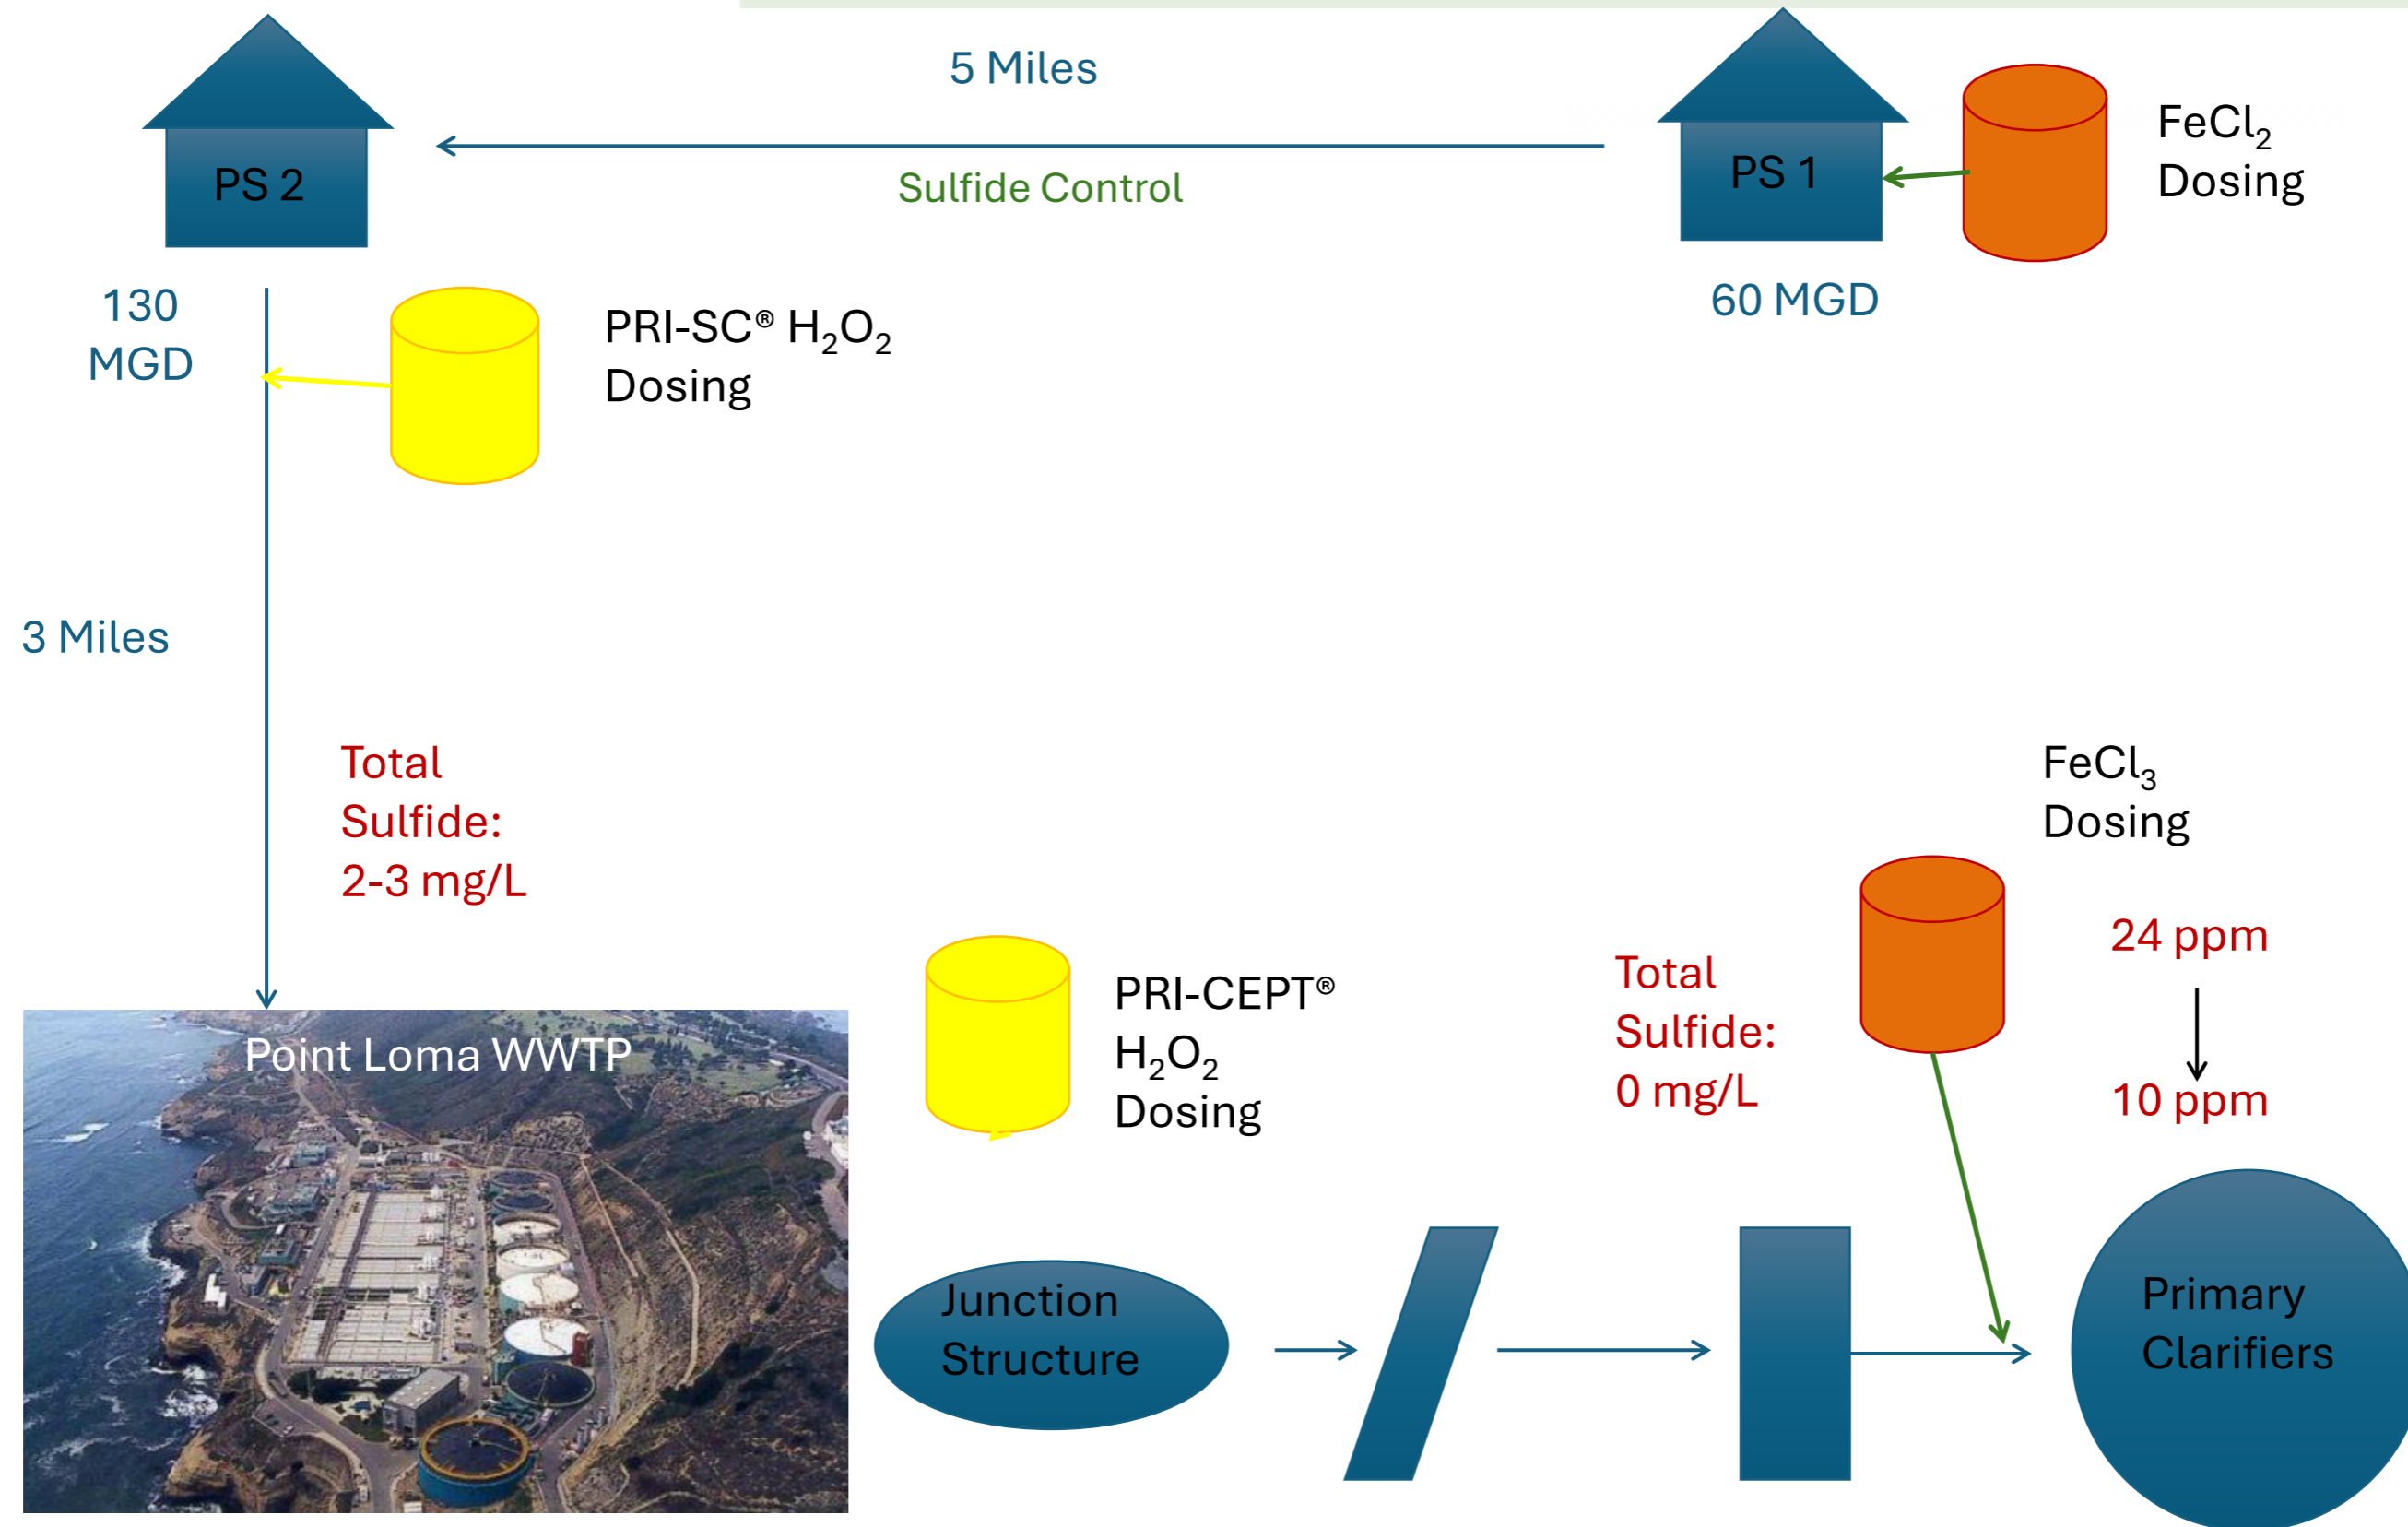 5 Miles
Sulfide Control
PS 2
PS 1
FeCl₂
Dosing
130
MGD
60 MGD
PRI-SC® H₂O₂
Dosing
3 Miles
Total
Sulfide:
2-3 mg/L
Point Loma WWTP
PRI-CEPT®
H₂O₂
Dosing
Total
Sulfide:
0 mg/L
FeCl₃
Dosing
24 ppm
10 ppm
Junction
Structure
Primary
Clarifiers